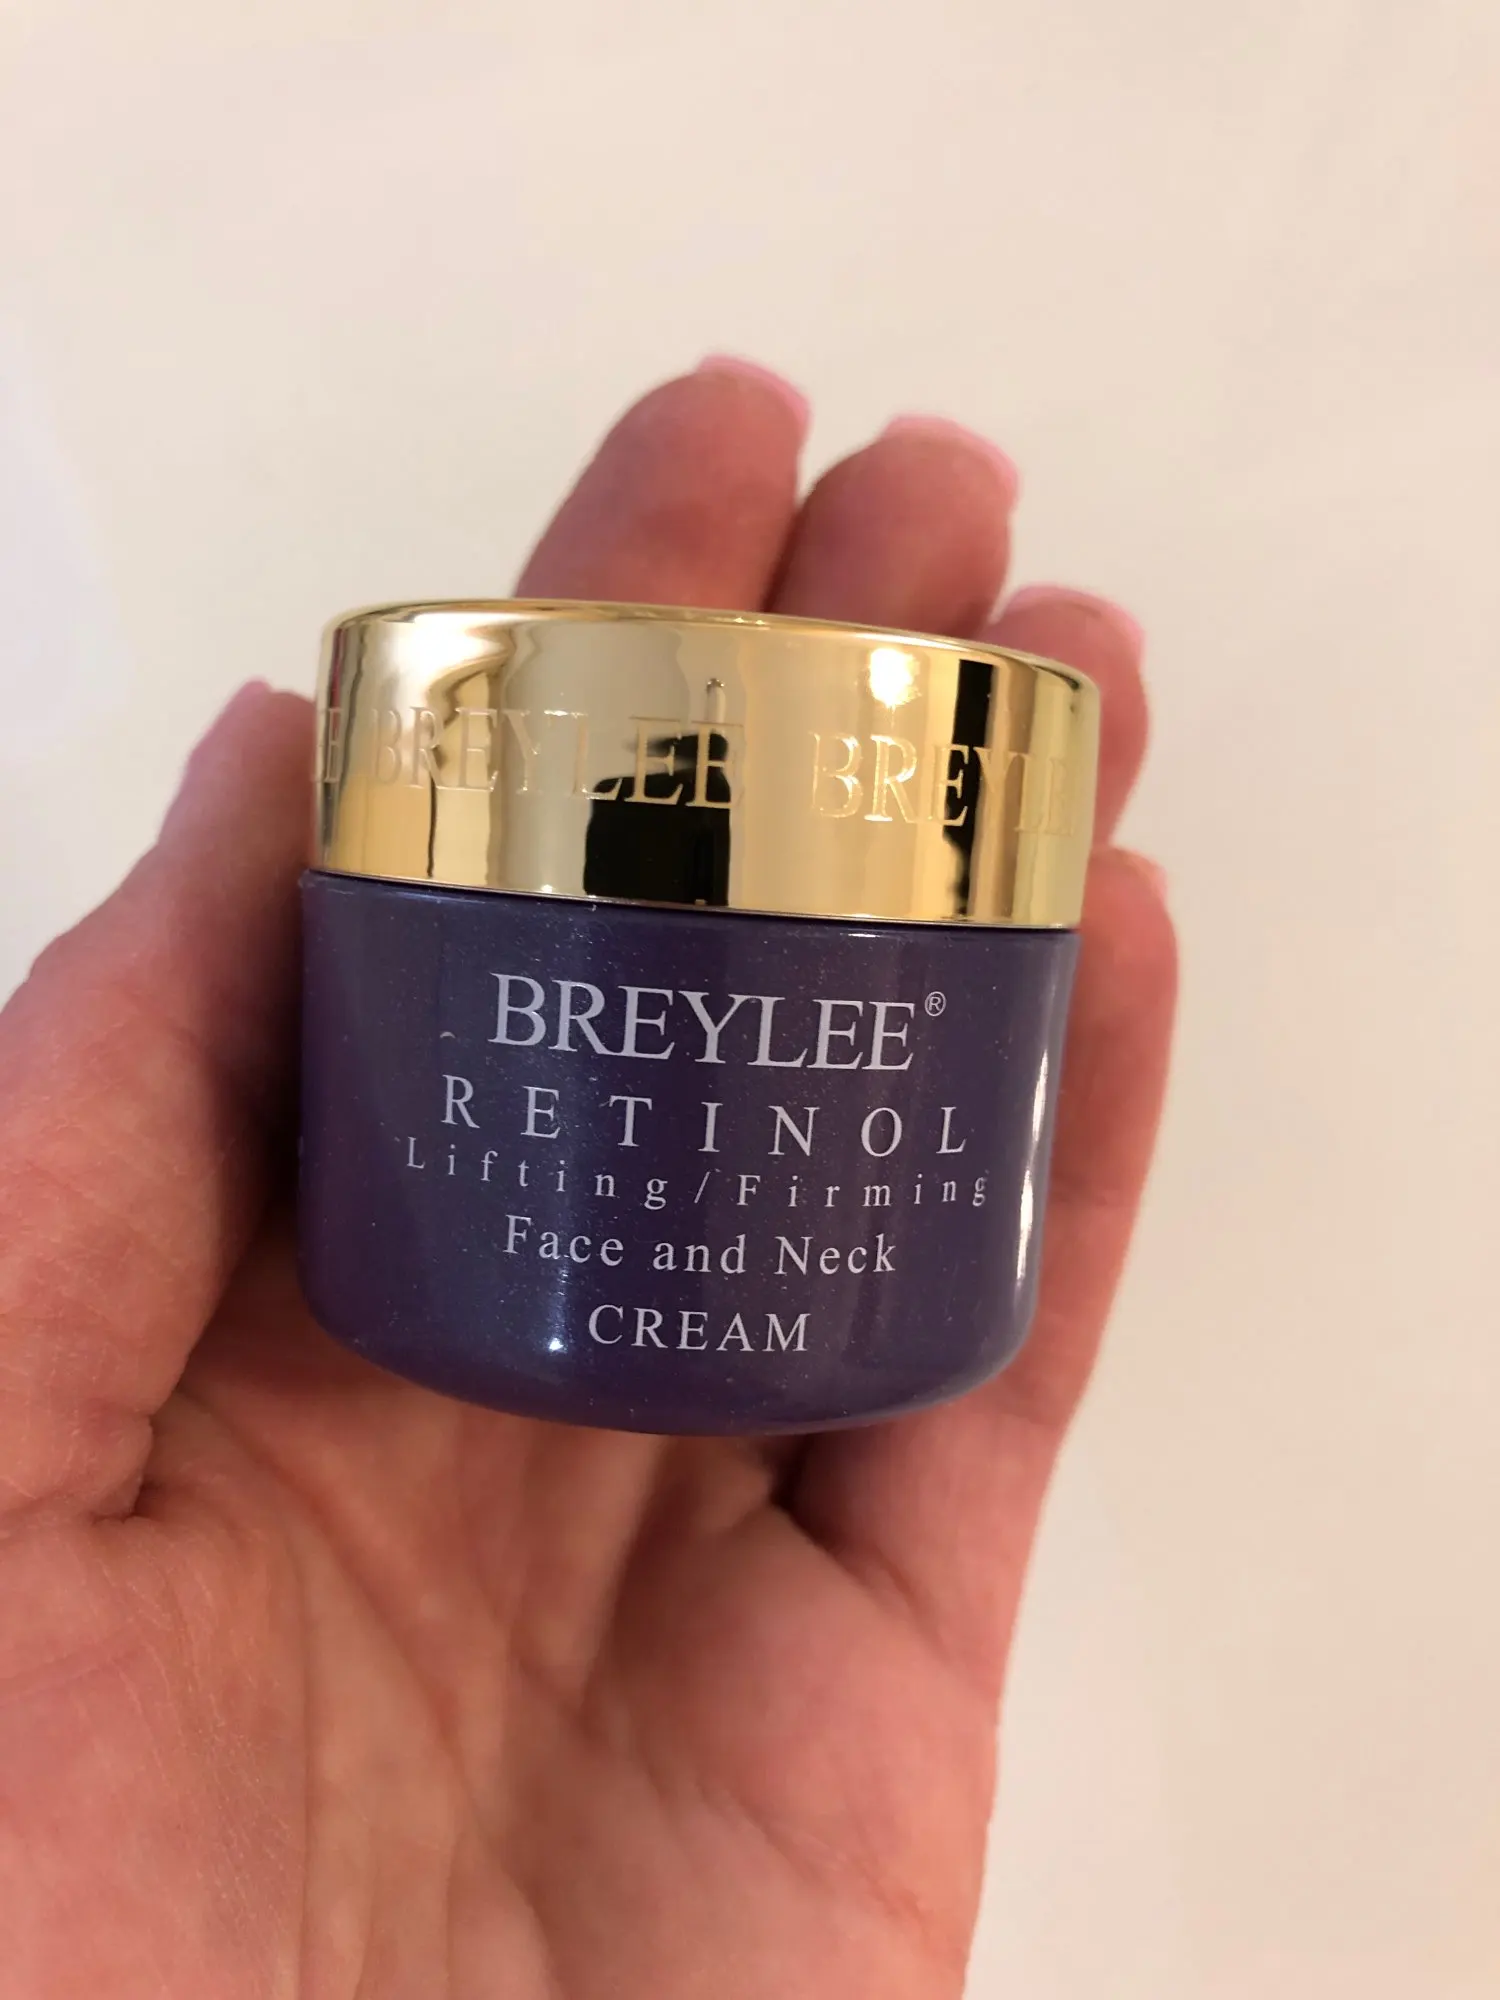 BREYLEE BREYLEE
BREYLEE®
RETINOL
Lifting/Firming
Face and Neck
CREAM